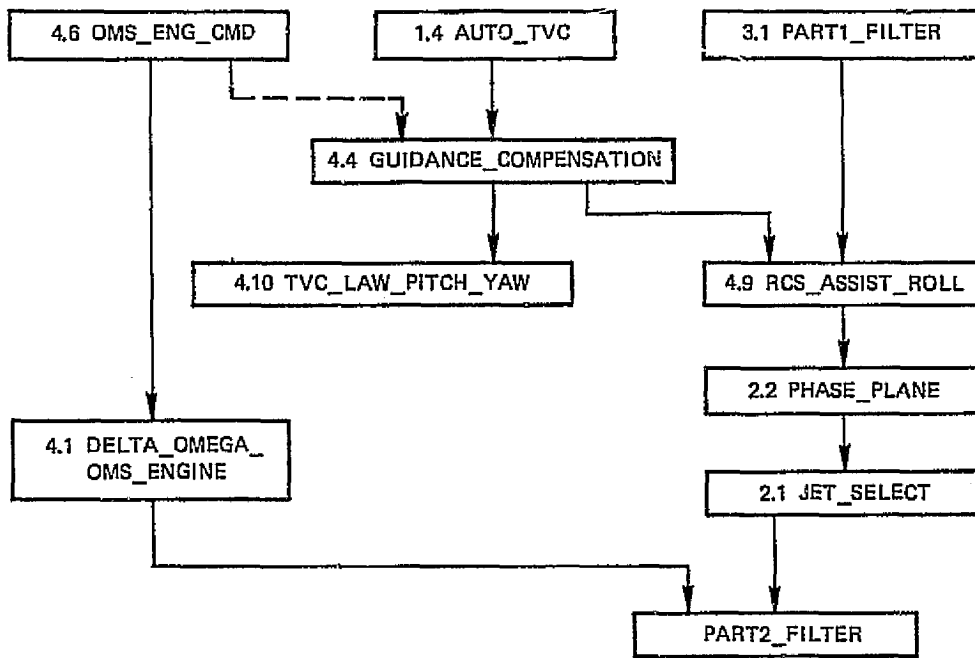 4.6 OMS_ENG_CMD
1.4 AUTO_TVC
3.1 PART1_FILTER
4.4 GUIDANCE_COMPENSATION
4.10 TVC_LAW_PITCH_YAW
4.9 RCS_ASSIST_ROLL
2.2 PHASE_PLANE
4.1 DELTA_OMEGA_
OMS_ENGINE
2.1 JET_SELECT
PART2_FILTER